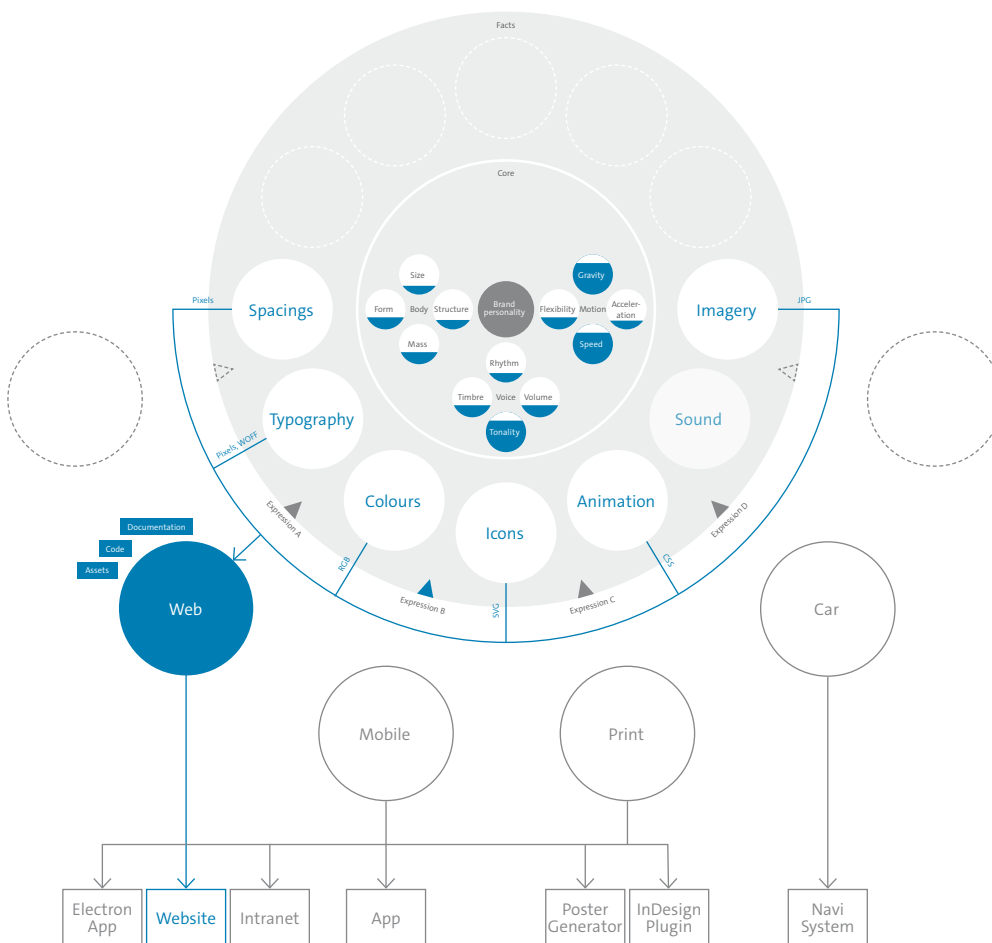 Facts
Core
Size
Gravity
Form
Body
Structure
Brand
personality
Flexibility
Motion
Acceler-
ation
Mass
Speed
Rhythm
Timbre
Voice
Volume
Tonality
Pixels
Spacings
Imagery
JPG
Pixels, WOFF
Typography
Sound
Colours
Icons
Animation
Expression A
Expression B
Expression C
Expression D
RGB
SVG
CSS
Documentation
Code
Assets
Web
Car
Mobile
Print
Electron
App
Website
Intranet
App
Poster
Generator
InDesign
Plugin
Navi
System